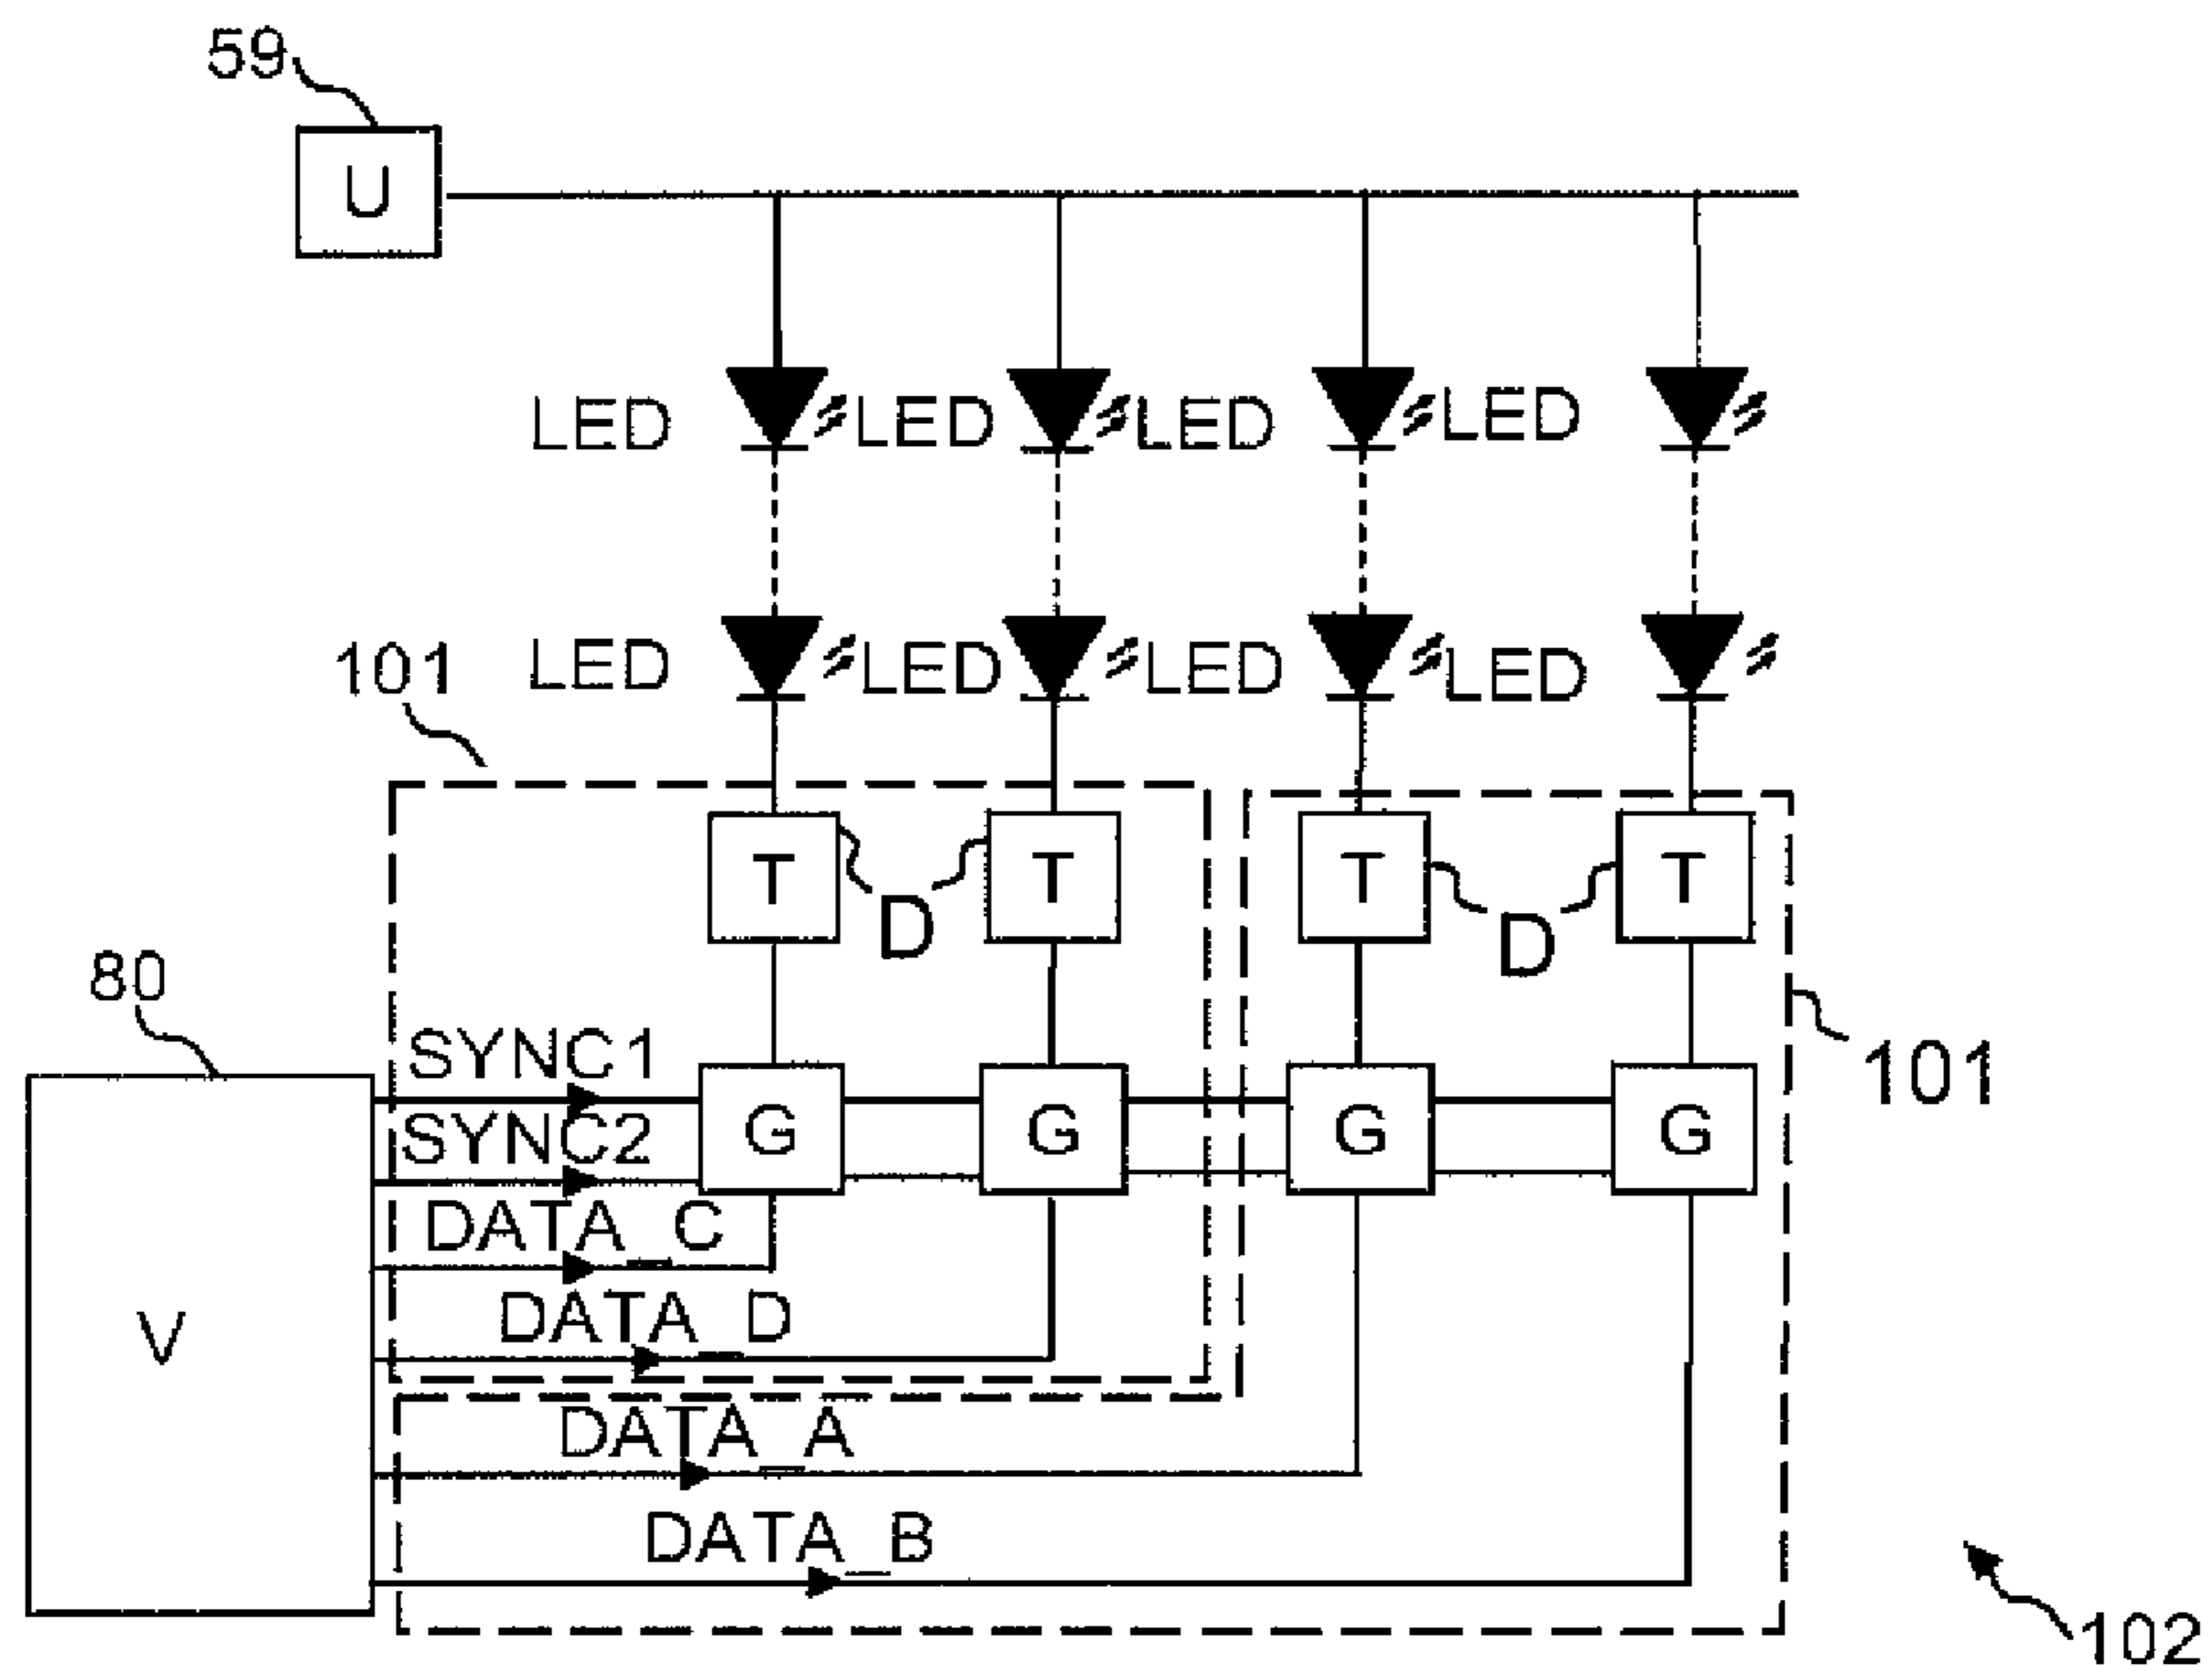 59
U
LED LED LED LED
101 LED LED LED LED
T T T T
D D
80
SYNC1
101
SYNC2
G G G G
DATA_C
DATA_D
V
DATA_A
DATA_B
102